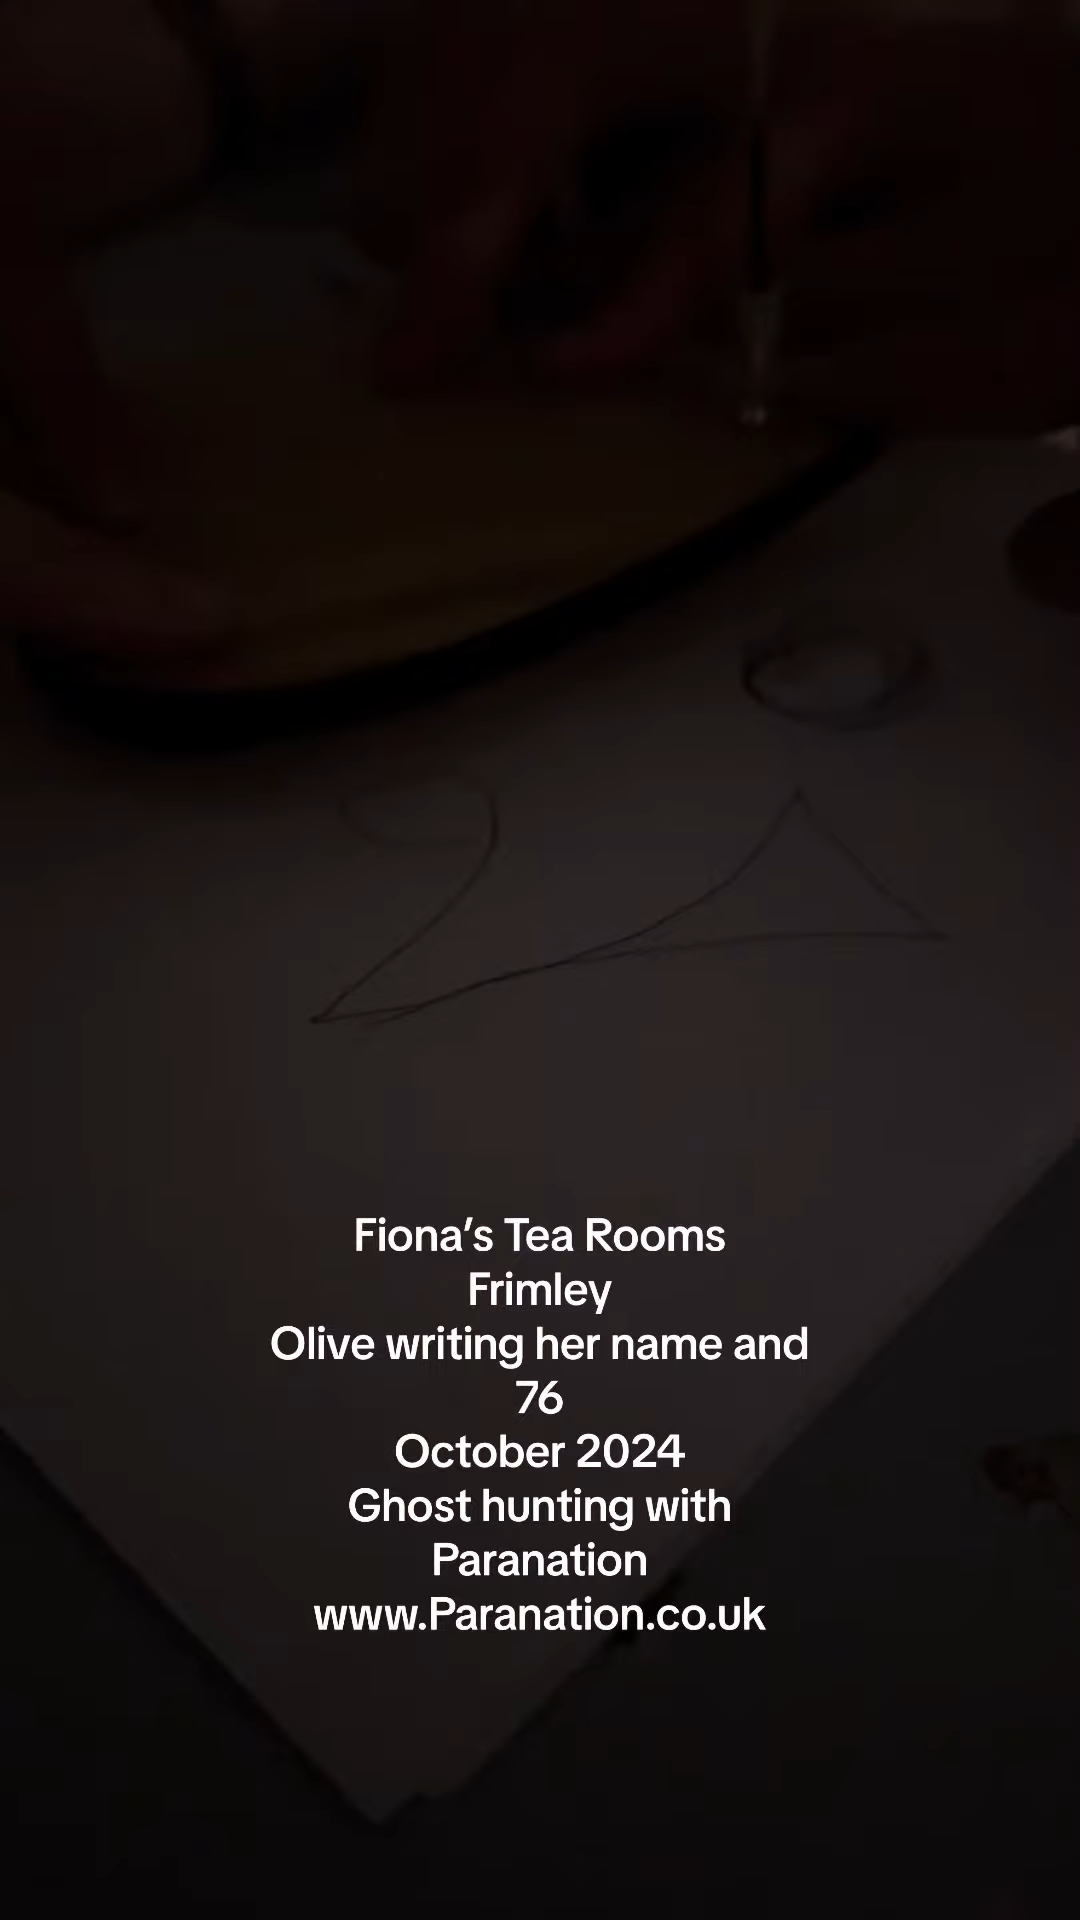 Fiona's Tea Rooms
Frimley
Olive writing her name and
76
October 2024
Ghost hunting with
Paranation
www.Paranation.co.uk